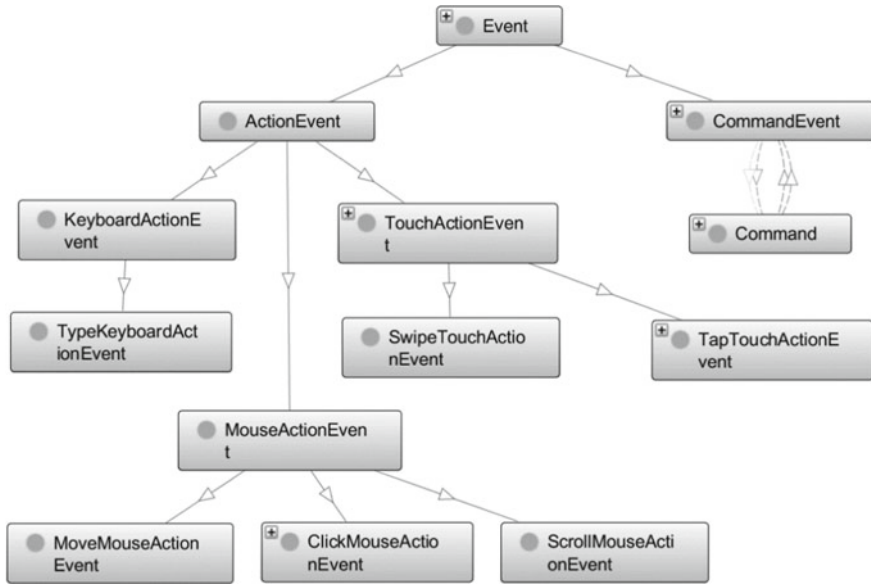 Event
ActionEvent
CommandEvent
KeyboardActionE
vent
TouchActionEven
t
Command
TypeKeyboardAct
ionEvent
SwipeTouchActio
nEvent
TapTouchActionE
vent
MouseActionEven
t
MoveMouseAction
Event
ClickMouseActio
nEvent
ScrollMouseActi
onEvent